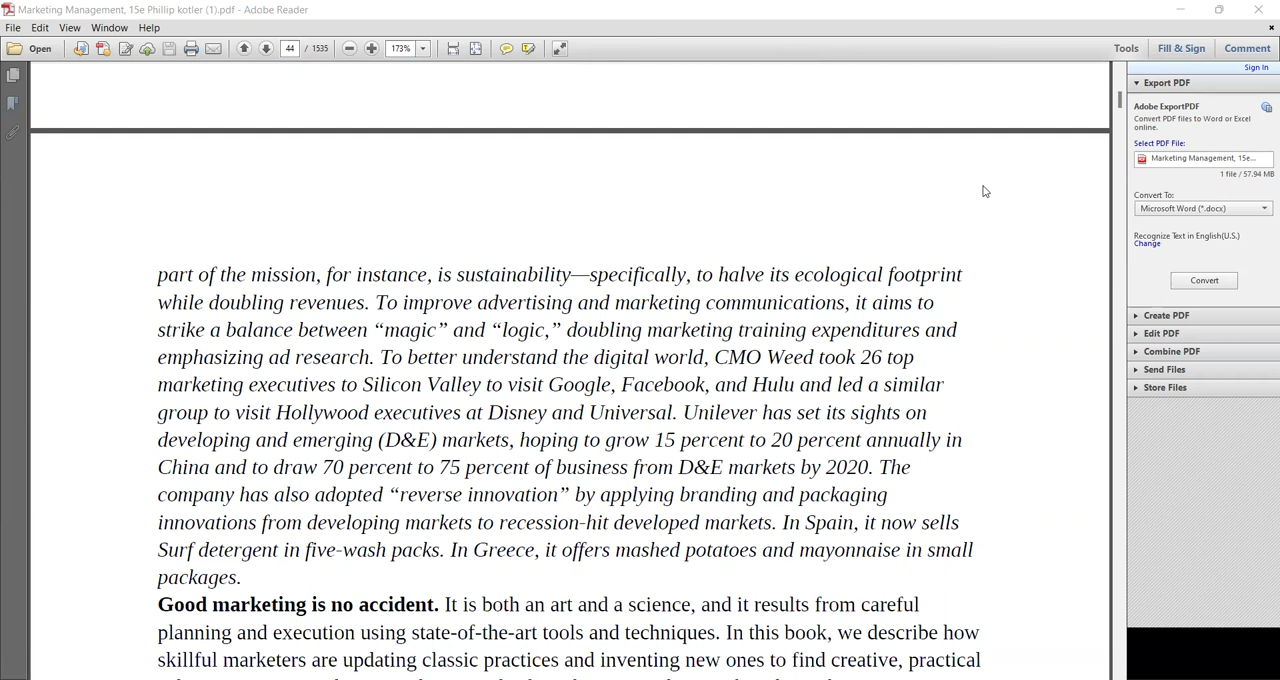 Marketing Management, 15e Phillip kotler (1).pdf - Adobe Reader
File Edit View Window Help
Open 44 / 1535 173% Tools Fill & Sign Comment
Sign In
Export PDF
Adobe ExportPDF
Convert PDF files to Word or Excel
online.
Select PDF File:
Marketing Management, 15e...
1 file / 57.94 MB
Convert To:
Microsoft Word (*.docx)
Recognize Text in English(U.S.)
Change
Convert
Create PDF
Edit PDF
Combine PDF
Send Files
Store Files
part of the mission, for instance, is sustainability—specifically, to halve its ecological footprint
while doubling revenues. To improve advertising and marketing communications, it aims to
strike a balance between “magic” and “logic,” doubling marketing training expenditures and
emphasizing ad research. To better understand the digital world, CMO Weed took 26 top
marketing executives to Silicon Valley to visit Google, Facebook, and Hulu and led a similar
group to visit Hollywood executives at Disney and Universal. Unilever has set its sights on
developing and emerging (D&E) markets, hoping to grow 15 percent to 20 percent annually in
China and to draw 70 percent to 75 percent of business from D&E markets by 2020. The
company has also adopted “reverse innovation” by applying branding and packaging
innovations from developing markets to recession-hit developed markets. In Spain, it now sells
Surf detergent in five-wash packs. In Greece, it offers mashed potatoes and mayonnaise in small
packages.
Good marketing is no accident. It is both an art and a science, and it results from careful
planning and execution using state-of-the-art tools and techniques. In this book, we describe how
skillful marketers are updating classic practices and inventing new ones to find creative, practical